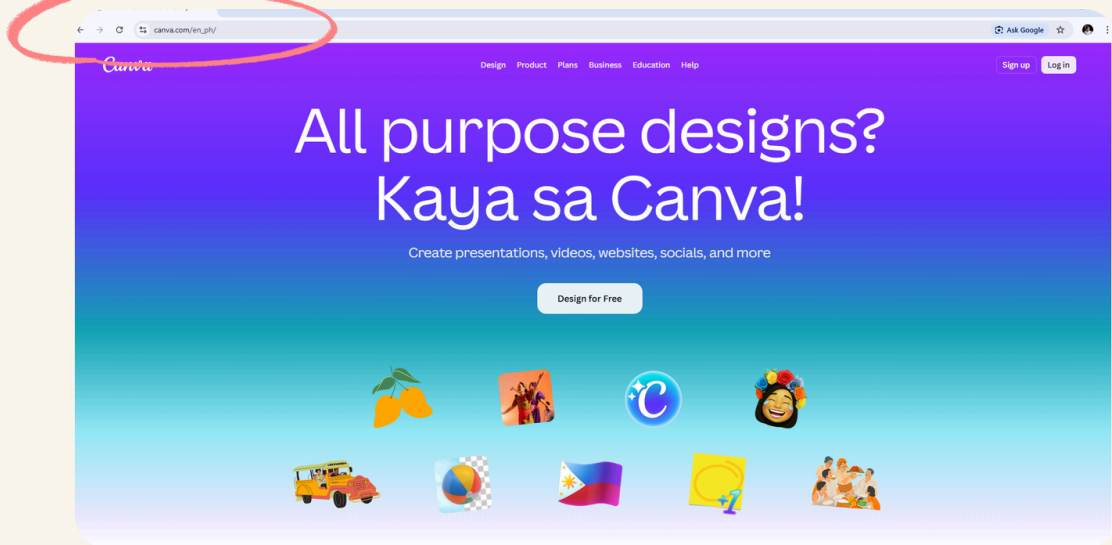 canva.com/en_ph/
Ask Google
Canva
Design Product Plans Business Education Help
Sign up Log in
All purpose designs?
Kaya sa Canva!
Create presentations, videos, websites, socials, and more
Design for Free
C
+1